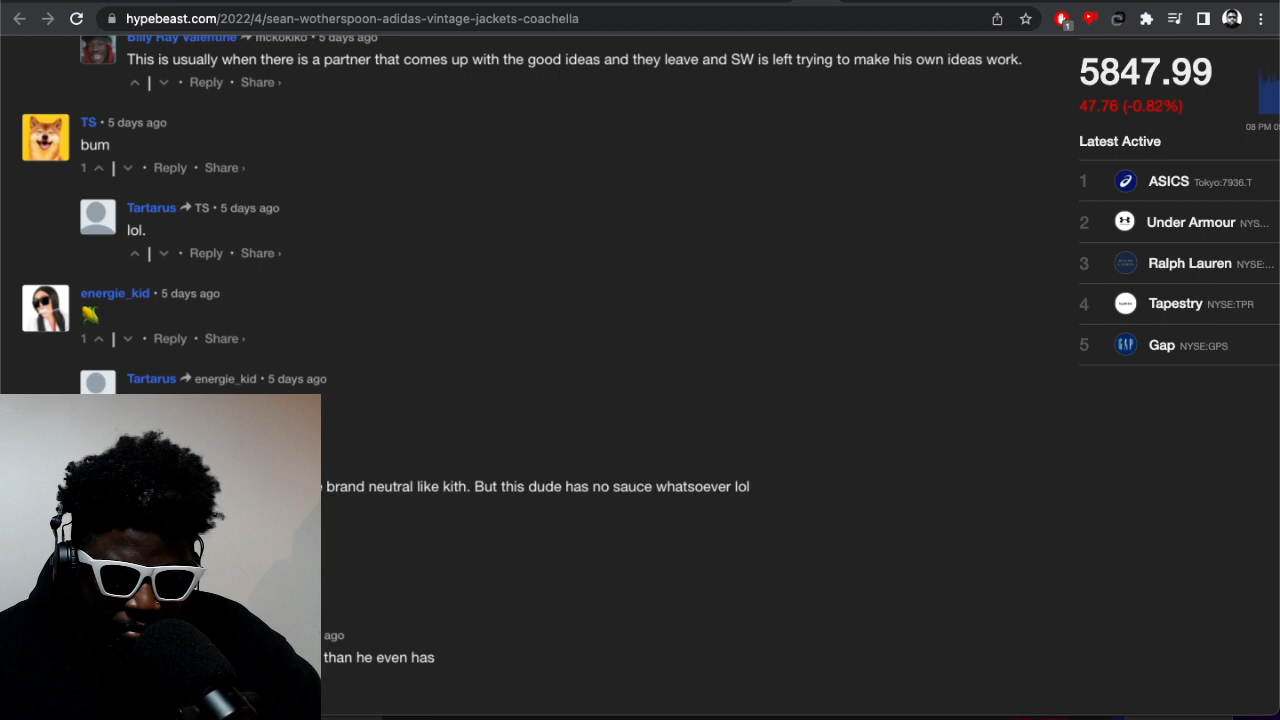 hypebeast.com/2022/4/sean-wotherspoon-adidas-vintage-jackets-coachella
1
Billy Ray Valentine mckokiko • 5 days ago
This is usually when there is a partner that comes up with the good ideas and they leave and SW is left trying to make his own ideas work.
• Reply • Share ›
TS • 5 days ago
bum
1 • Reply • Share ›
Tartarus TS • 5 days ago
lol.
• Reply • Share ›
energie_kid • 5 days ago
1 • Reply • Share ›
Tartarus energie_kid • 5 days ago
brand neutral like kith. But this dude has no sauce whatsoever lol
ago
than he even has
5847.99
47.76 (-0.82%)
08 PM
Latest Active
1 ASICS Tokyo:7936.T
2 Under Armour NYS...
3 Ralph Lauren NYSE:...
4 Tapestry NYSE:TPR
5 GAP Gap NYSE:GPS